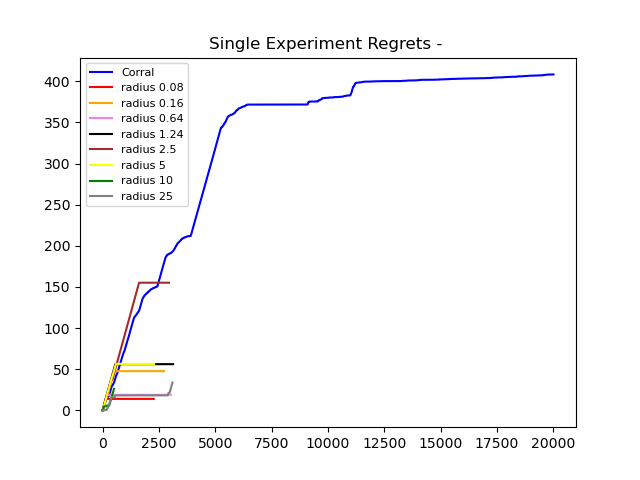 Single Experiment Regrets -
400
350
300
250
200
150
100
50
0
Corral
radius 0.08
radius 0.16
radius 0.64
radius 1.24
radius 2.5
radius 5
radius 10
radius 25
0 2500 5000 7500 10000 12500 15000 17500 20000